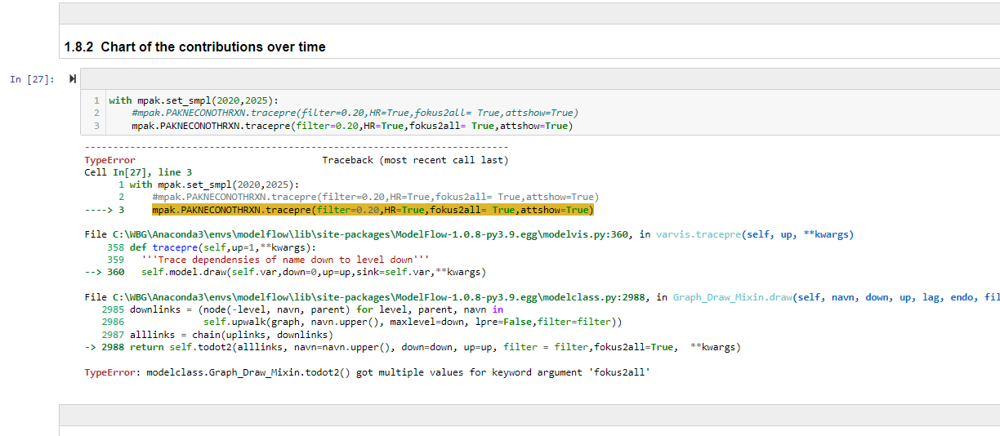 1.8.2 Chart of the contributions over time
In [27]:
1 with mpak.set_smpl(2020,2025):
2     #mpak.PAKNECONOTHRXN.tracepre(filter=0.20,HR=True,fokus2all= True,attshow=True)
3     mpak.PAKNECONOTHRXN.tracepre(filter=0.20,HR=True,fokus2all= True,attshow=True)
---------------------------------------------------------------------------
TypeError                                 Traceback (most recent call last)
Cell In[27], line 3
      1 with mpak.set_smpl(2020,2025):
      2     #mpak.PAKNECONOTHRXN.tracepre(filter=0.20,HR=True,fokus2all= True,attshow=True)
----> 3     mpak.PAKNECONOTHRXN.tracepre(filter=0.20,HR=True,fokus2all= True,attshow=True)
File C:\WBG\Anaconda3\envs\modelflow\lib\site-packages\ModelFlow-1.0.8-py3.9.egg\modelvis.py:360, in varvis.tracepre(self, up, **kwargs)
    358 def tracepre(self,up=1,**kwargs):
    359   '''Trace dependensies of name down to level down'''
--> 360   self.model.draw(self.var,down=0,up=up,sink=self.var,**kwargs)
File C:\WBG\Anaconda3\envs\modelflow\lib\site-packages\ModelFlow-1.0.8-py3.9.egg\modelclass.py:2988, in Graph_Draw_Mixin.draw(self, navn, down, up, lag, endo, fil
   2985 downlinks = (node(-level, navn, parent) for level, parent, navn in
   2986              self.upwalk(graph, navn.upper(), maxlevel=down, lpre=False,filter=filter))
   2987 alllinks = chain(uplinks, downlinks)
-> 2988 return self.todot2(alllinks, navn=navn.upper(), down=down, up=up, filter = filter,fokus2all=True,  **kwargs)
TypeError: modelclass.Graph_Draw_Mixin.todot2() got multiple values for keyword argument 'fokus2all'